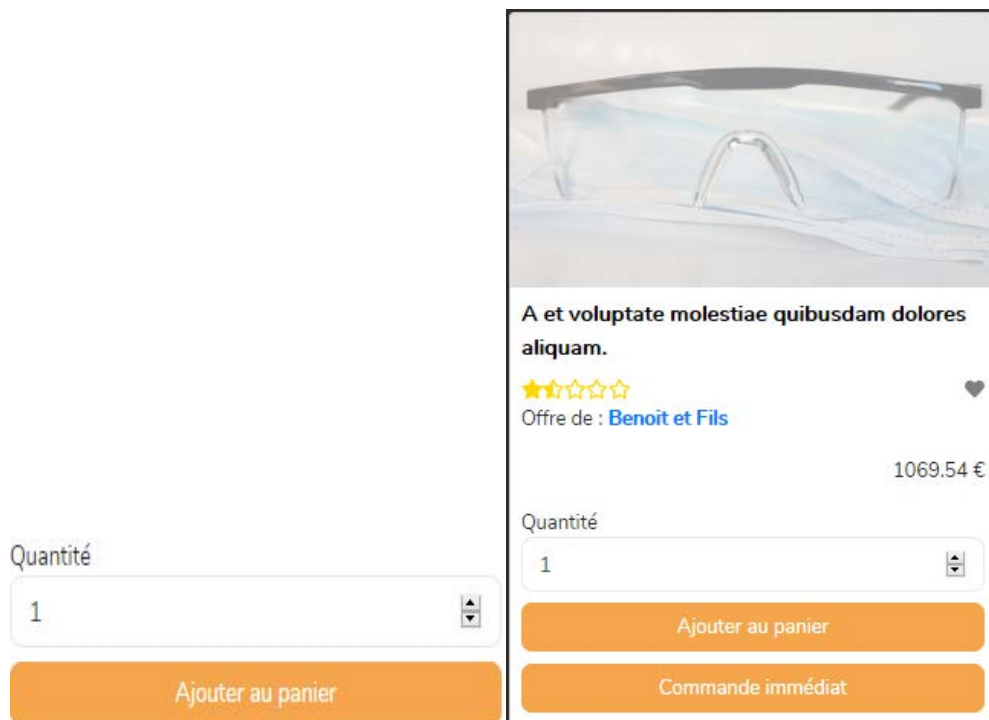 Quantité
1
Ajouter au panier
A et voluptate molestiae quibusdam dolores
aliquam.
Offre de : Benoit et Fils
1069.54 €
Quantité
1
Ajouter au panier
Commande immédiat